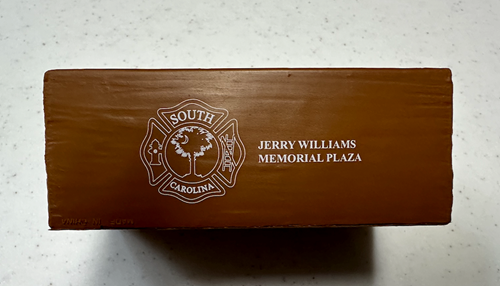 SOUTH
CAROLINA
JERRY WILLIAMS
MEMORIAL PLAZA